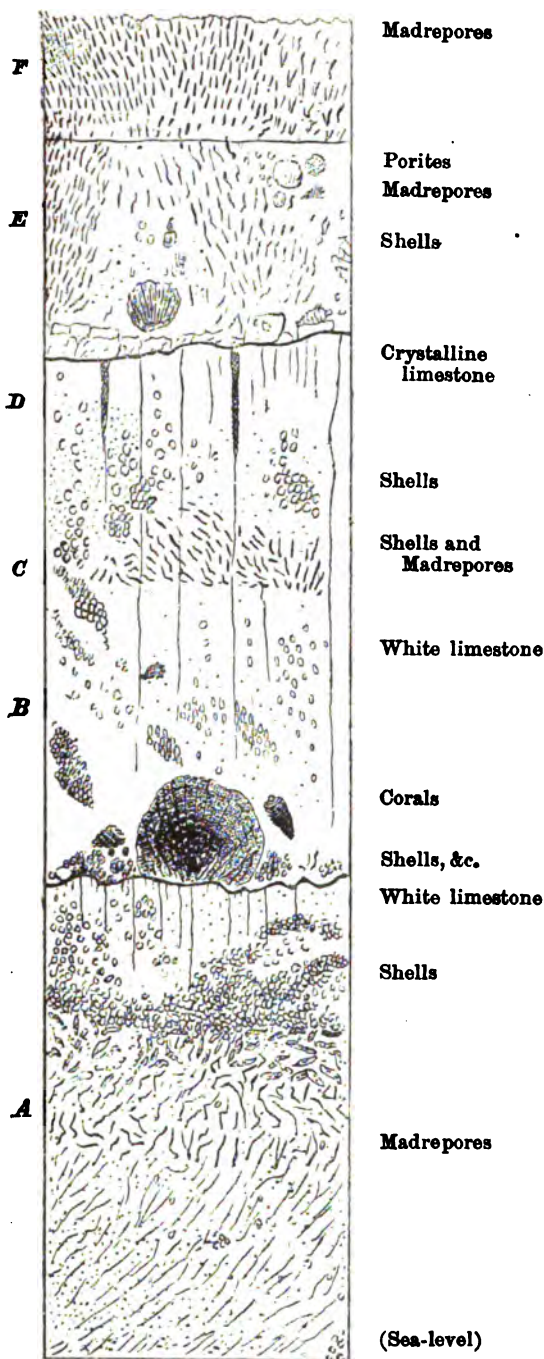 Madrepores
F
Porites
Madrepores
E
Shells
Crystalline
limestone
D
Shells
Shells and
Madrepores
C
White limestone
B
Corals
Shells, &c.
White limestone
Shells
A
Madrepores
(Sea-level)